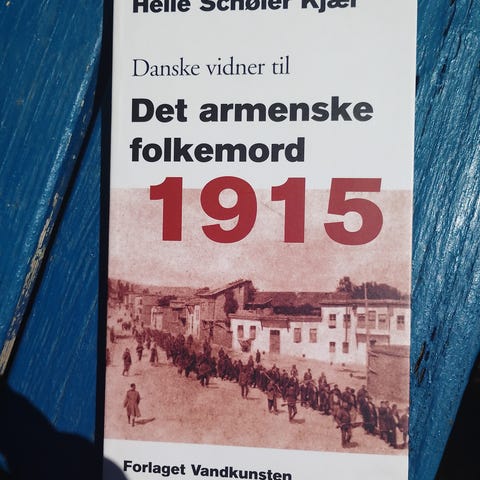 Helle Schøler Kjær
Danske vidner til
Det armenske
folkemord
1915
Forlaget Vandkunsten